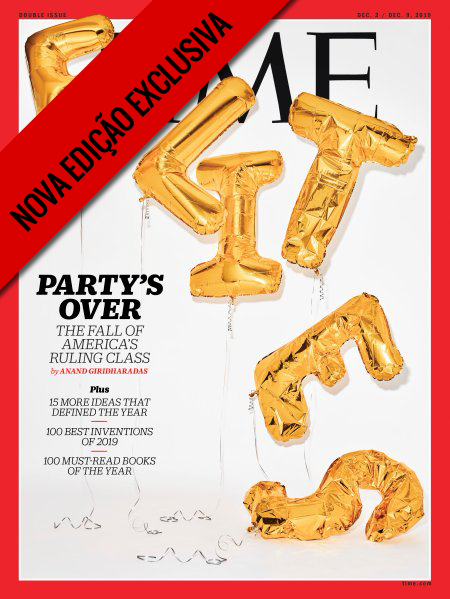 DOUBLE ISSUE
DEC. 2 / DEC. 9, 2019
TIME
NOVA EDIÇÃO EXCLUSIVA
ELITES
PARTY'S
OVER
THE FALL OF
AMERICA'S
RULING CLASS
by ANAND GIRIDHARADAS
Plus
15 MORE IDEAS THAT
DEFINED THE YEAR
100 BEST INVENTIONS
OF 2019
100 MUST-READ BOOKS
OF THE YEAR
time.com